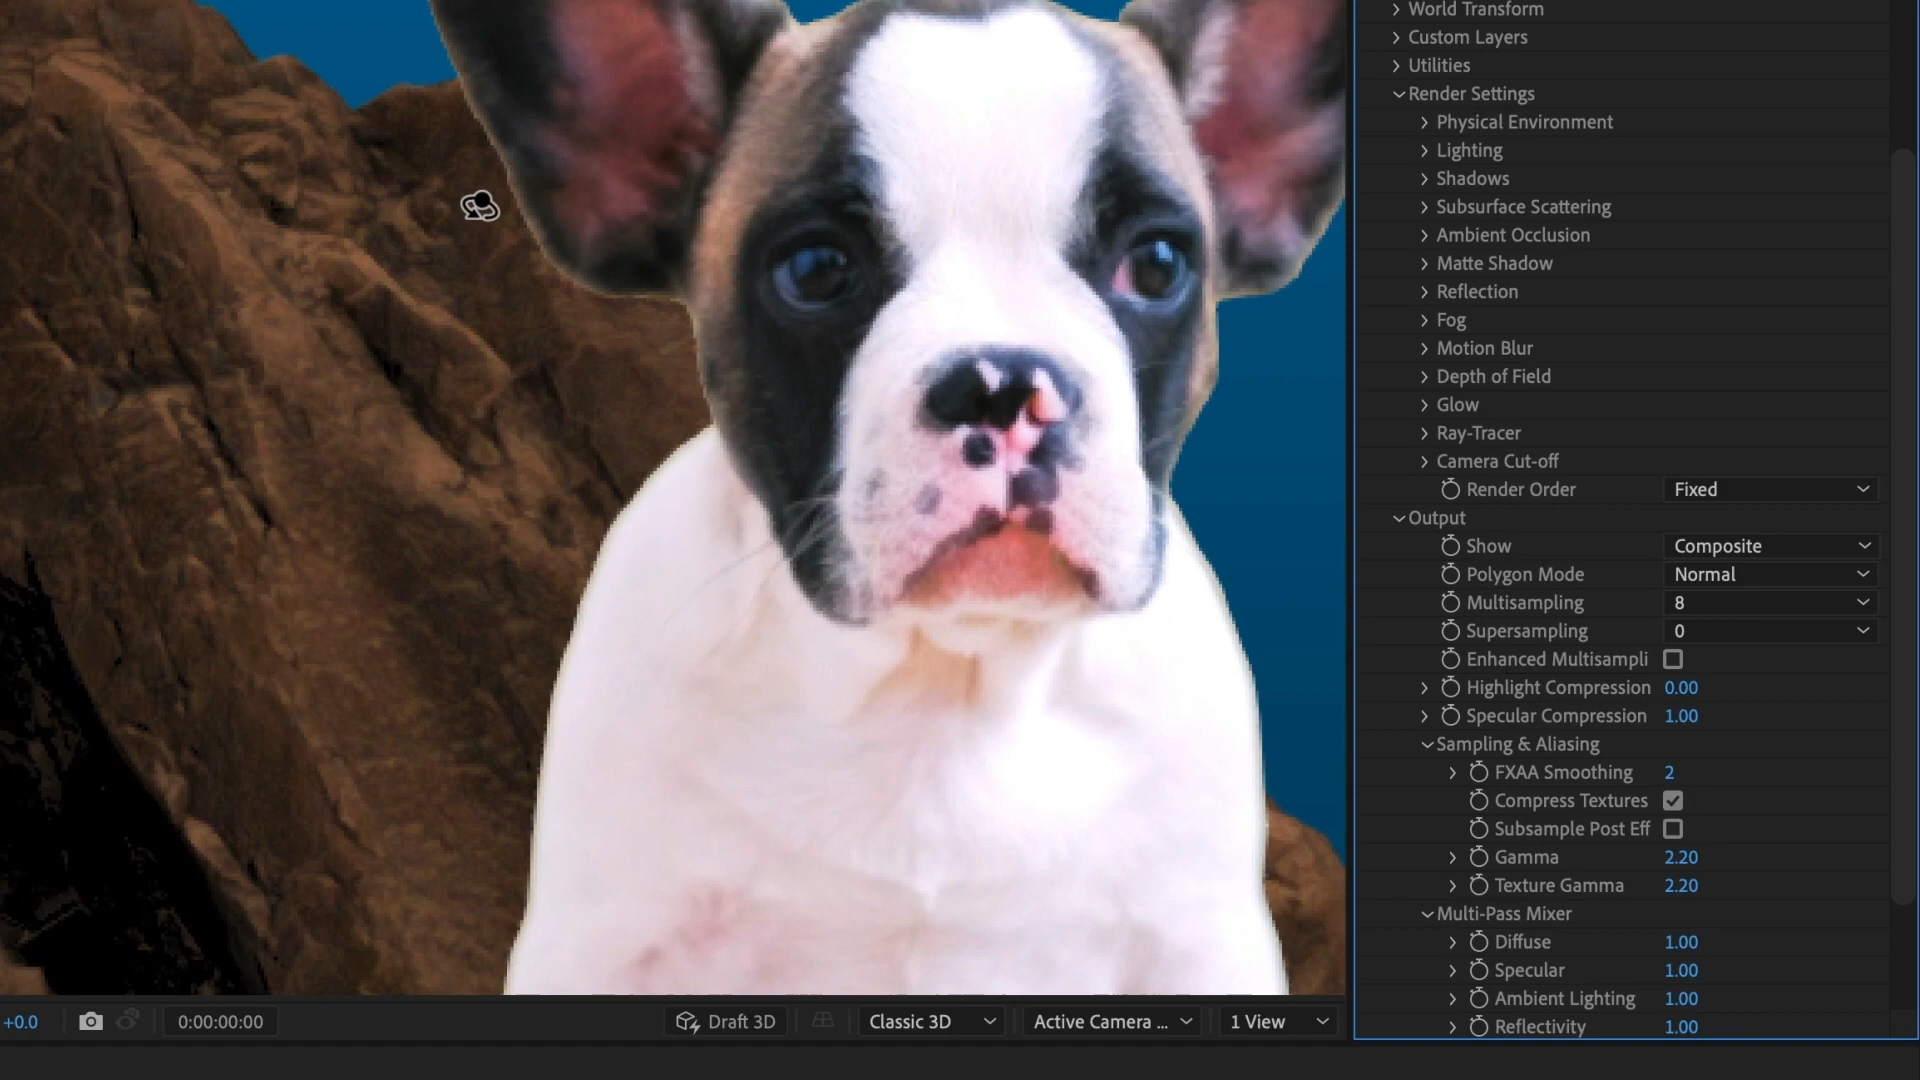 World Transform
Custom Layers
Utilities
Render Settings
Physical Environment
Lighting
Shadows
Subsurface Scattering
Ambient Occlusion
Matte Shadow
Reflection
Fog
Motion Blur
Depth of Field
Glow
Ray-Tracer
Camera Cut-off
Render Order Fixed
Output
Show Composite
Polygon Mode Normal
Multisampling 8
Supersampling 0
Enhanced Multisampli
Highlight Compression 0.00
Specular Compression 1.00
Sampling & Aliasing
FXAA Smoothing 2
Compress Textures
Subsample Post Eff
Gamma 2.20
Texture Gamma 2.20
Multi-Pass Mixer
Diffuse 1.00
Specular 1.00
Ambient Lighting 1.00
Reflectivity 1.00
+0.0 0:00:00:00 Draft 3D Classic 3D Active Camera ... 1 View